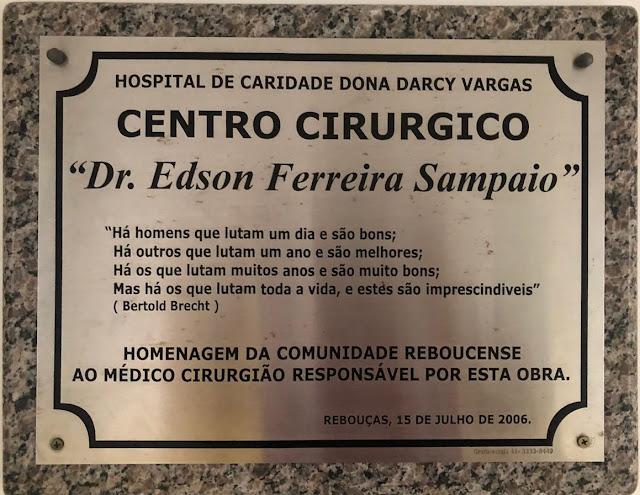 HOSPITAL DE CARIDADE DONA DARCY VARGAS
CENTRO CIRURGICO
“Dr. Edson Ferreira Sampaio”
“Há homens que lutam um dia e são bons;
Há outros que lutam um ano e são melhores;
Há os que lutam muitos anos e são muito bons;
Mas há os que lutam toda a vida, e estes são imprescindiveis”
( Bertold Brecht )
HOMENAGEM DA COMUNIDADE REBOUCENSE
AO MÉDICO CIRURGIÃO RESPONSÁVEL POR ESTA OBRA.
REBOUÇAS, 15 DE JULHO DE 2006.